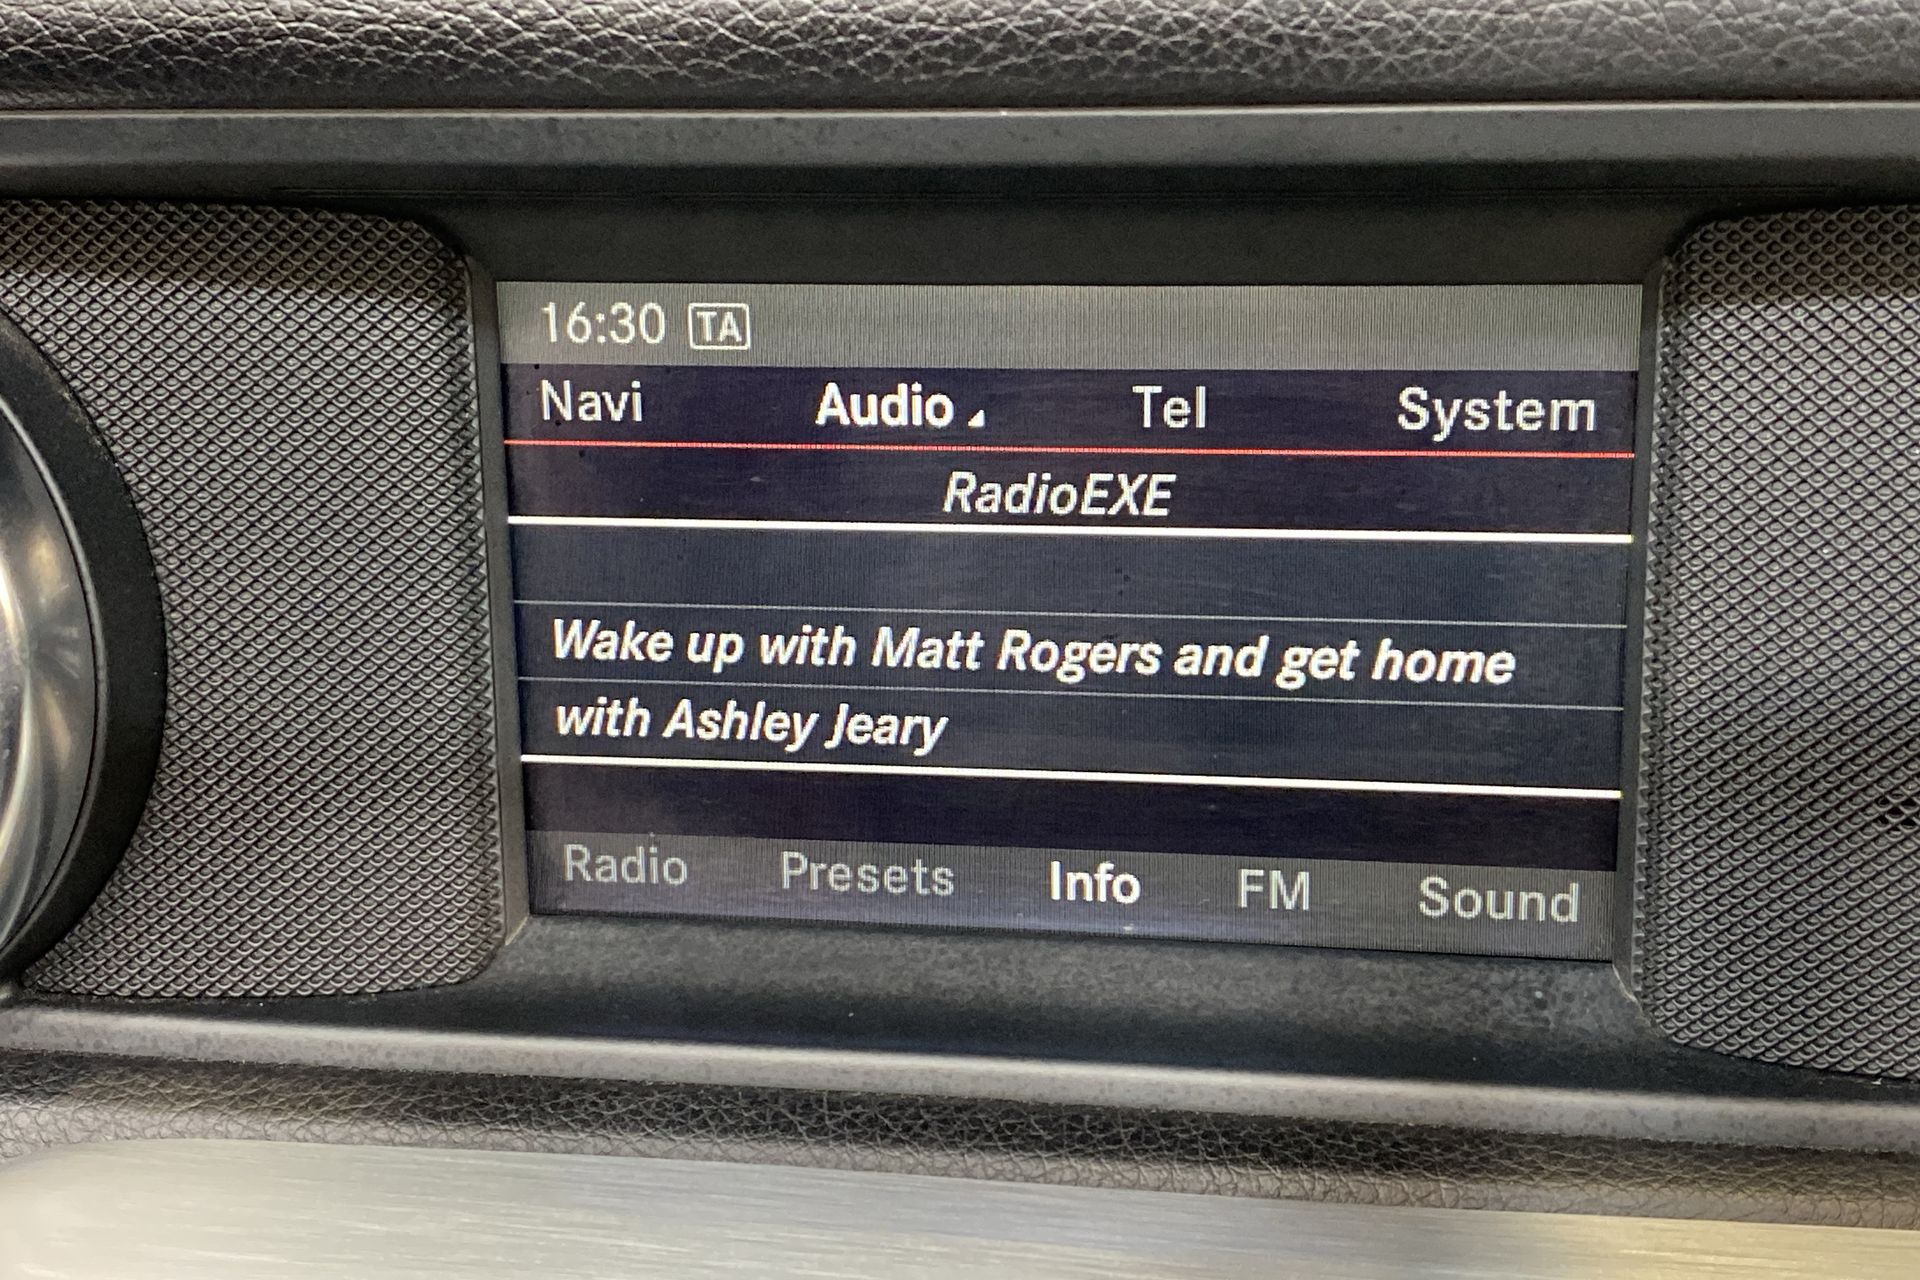 16:30 TA
Navi Audio Tel System
RadioEXE
Wake up with Matt Rogers and get home
with Ashley Jeary
Radio Presets Info FM Sound